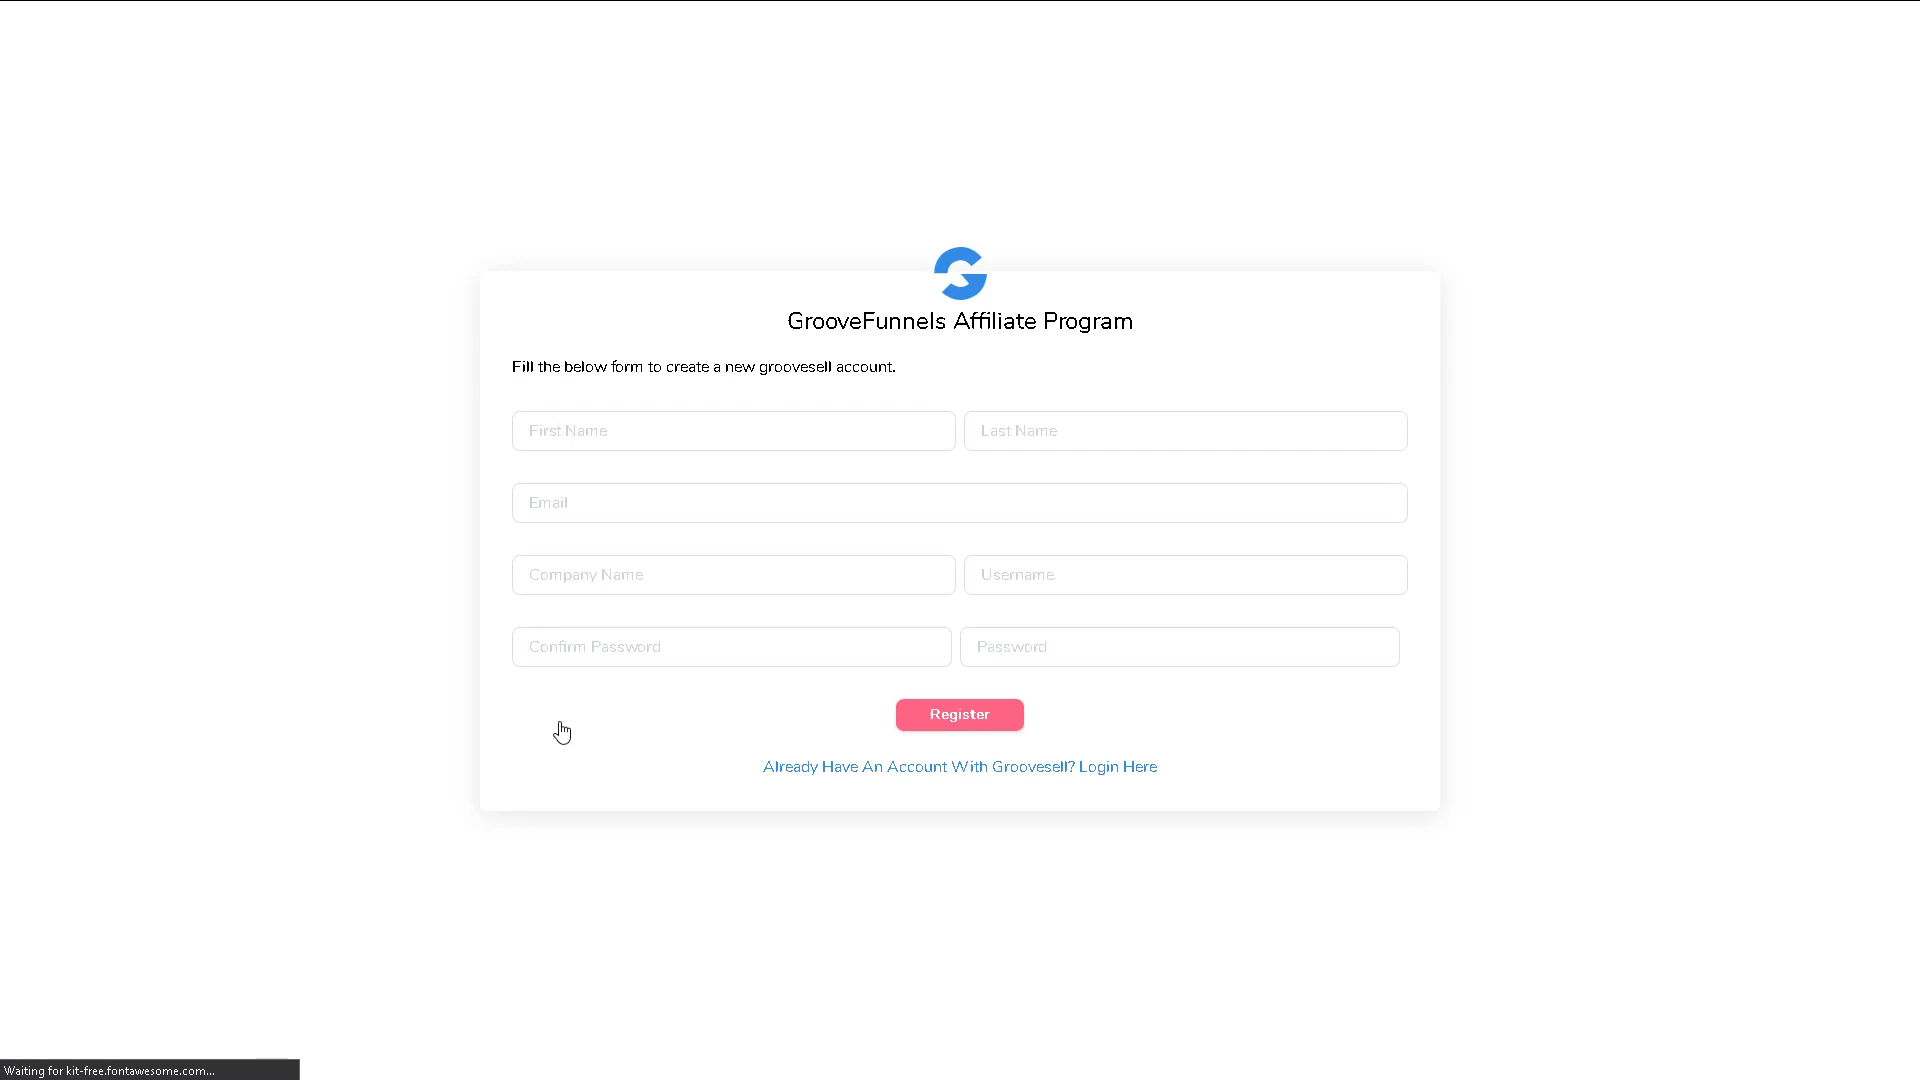 GrooveFunnels Affiliate Program
Fill the below form to create a new groovesell account.
First Name
Last Name
Email
Company Name
Username
Confirm Password
Password
Register
Already Have An Account With Groovesell? Login Here
Waiting for kit-free.fontawesome.com...